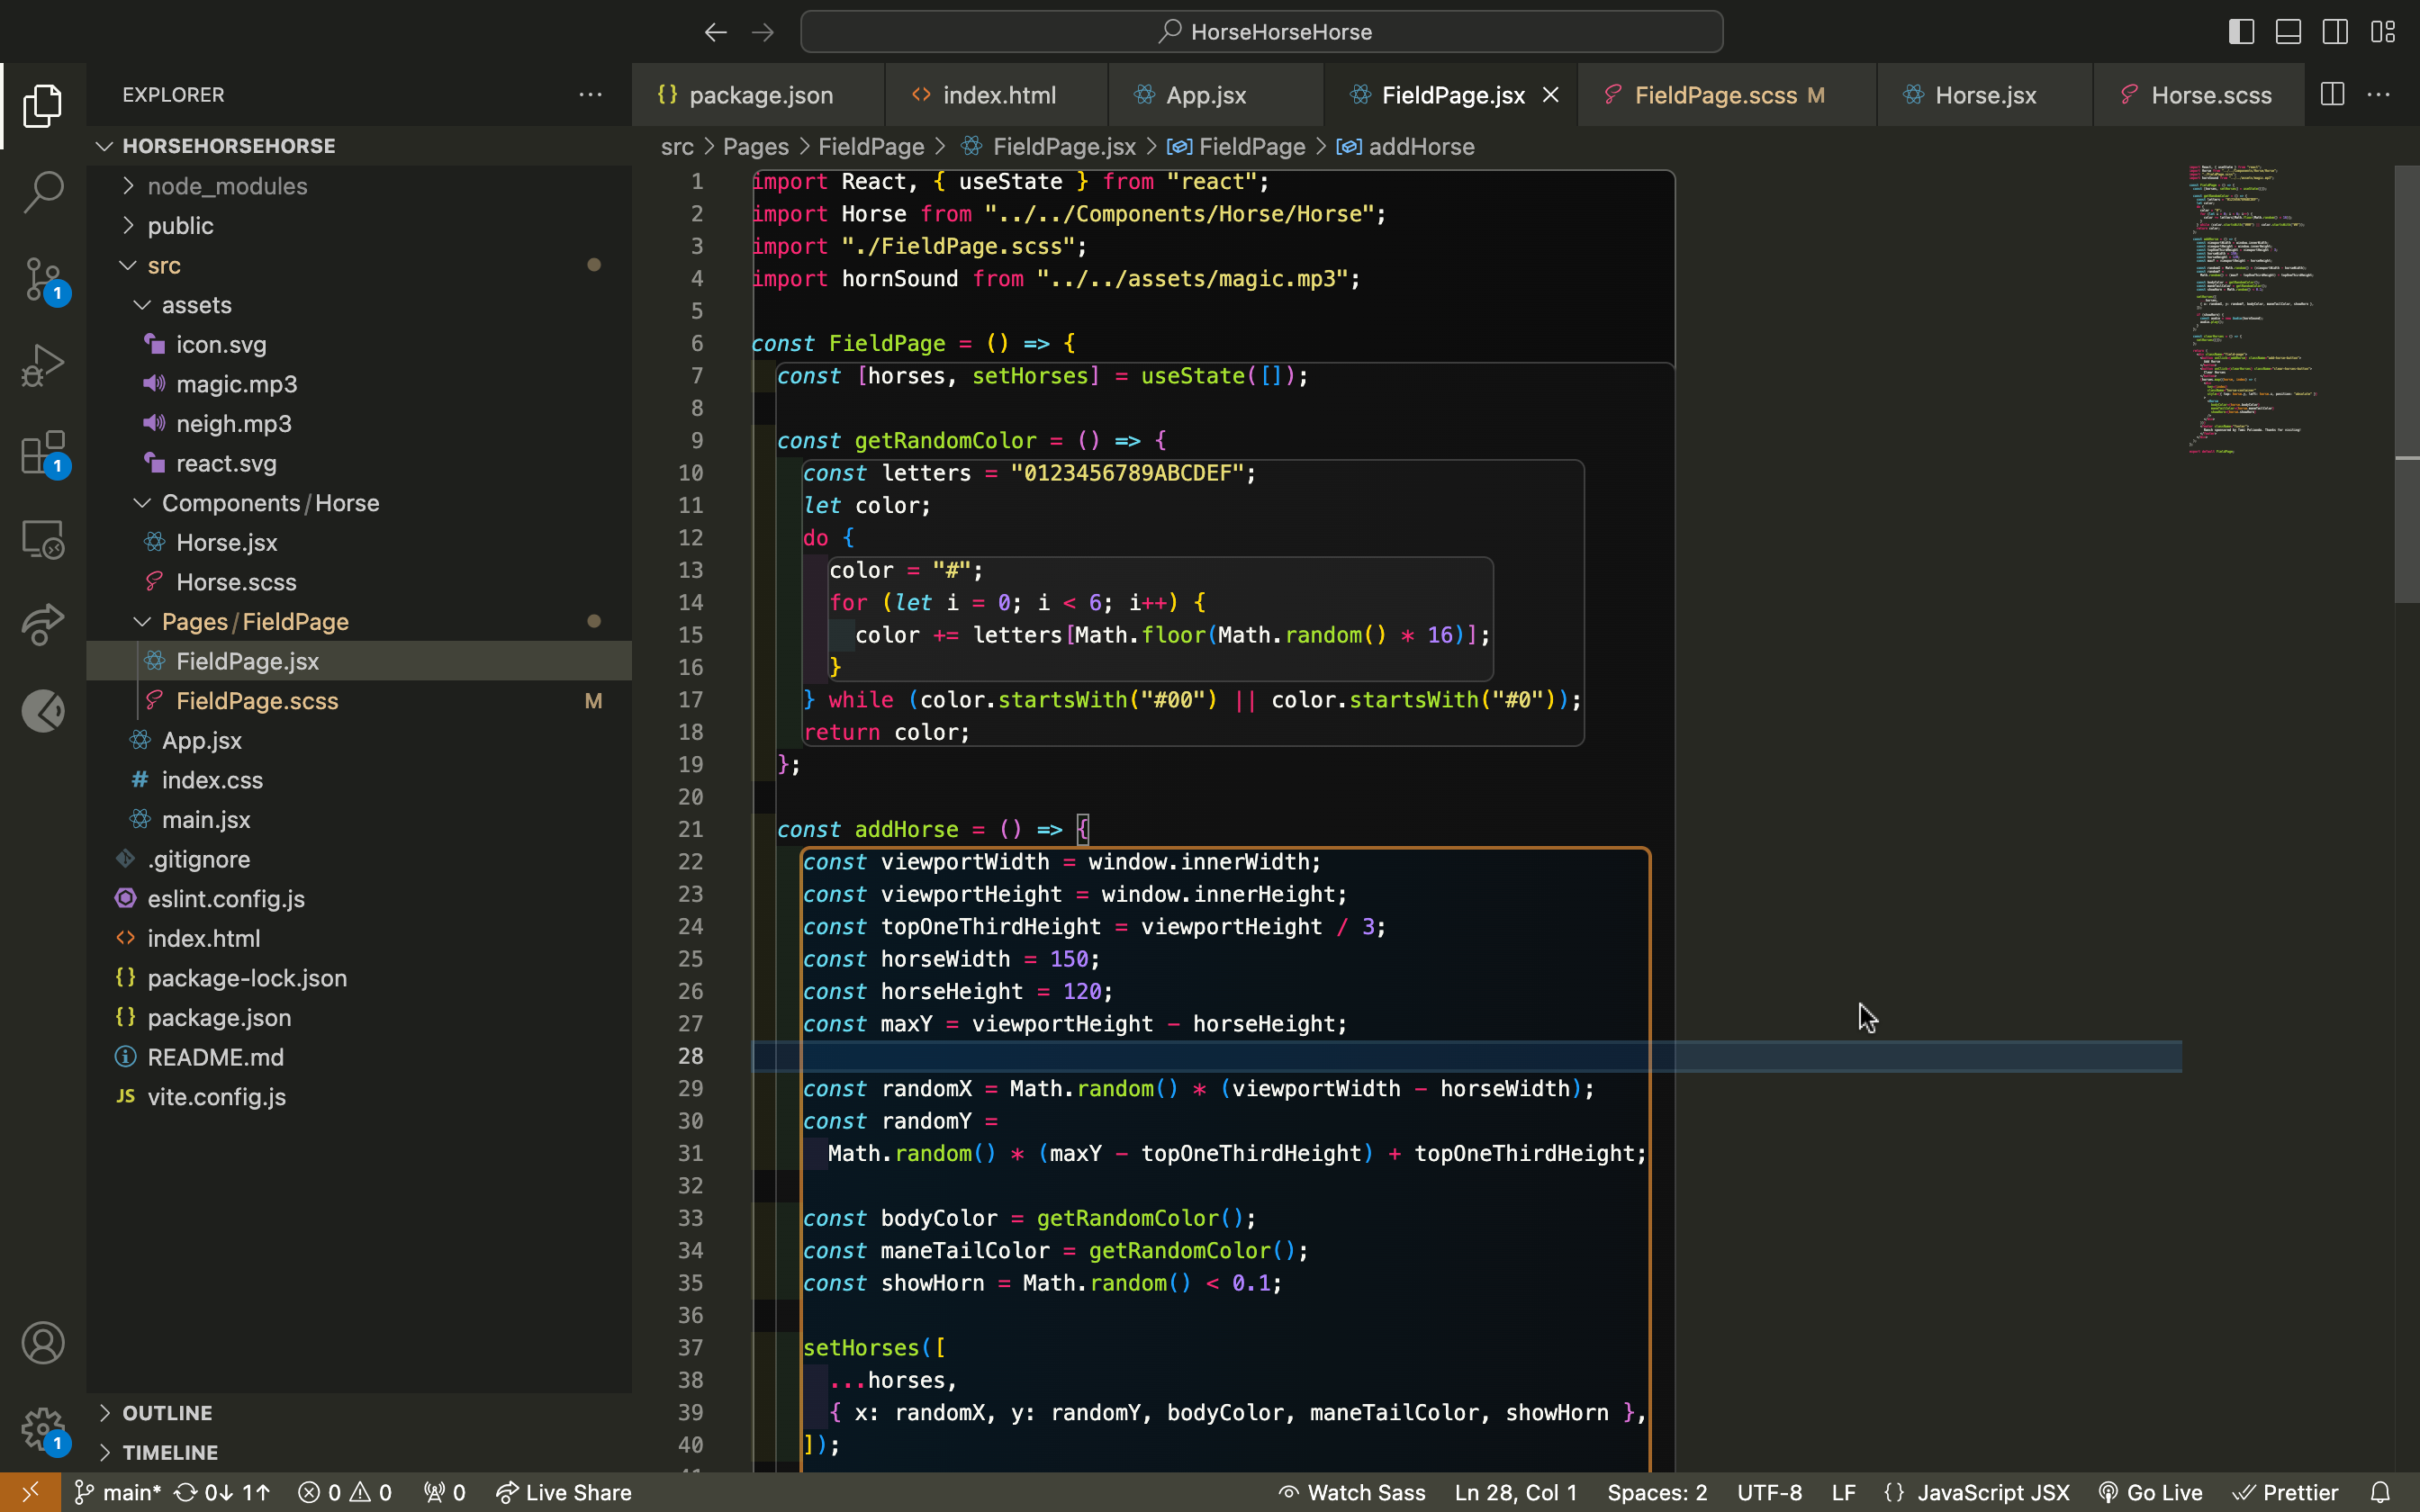 HorseHorseHorse
EXPLORER
HORSEHORSEHORSE
node_modules
public
src
assets
icon.svg
magic.mp3
neigh.mp3
react.svg
Components/Horse
Horse.jsx
Horse.scss
Pages/FieldPage
FieldPage.jsx
FieldPage.scss M
App.jsx
index.css
main.jsx
.gitignore
eslint.config.js
index.html
package-lock.json
package.json
README.md
vite.config.js
OUTLINE
TIMELINE
1
1
1
package.json index.html App.jsx FieldPage.jsx FieldPage.scss M Horse.jsx Horse.scss
src > Pages > FieldPage > FieldPage.jsx > FieldPage > addHorse
1 import React, { useState } from "react";
2 import Horse from "../../Components/Horse/Horse";
3 import "./FieldPage.scss";
4 import hornSound from "../../assets/magic.mp3";
5
6 const FieldPage = () => {
7 const [horses, setHorses] = useState([]);
8
9 const getRandomColor = () => {
10 const letters = "0123456789ABCDEF";
11 let color;
12 do {
13 color = "#";
14 for (let i = 0; i < 6; i++) {
15 color += letters[Math.floor(Math.random() * 16)];
16 }
17 } while (color.startsWith("#00") || color.startsWith("#0"));
18 return color;
19 };
20
21 const addHorse = () => {
22 const viewportWidth = window.innerWidth;
23 const viewportHeight = window.innerHeight;
24 const topOneThirdHeight = viewportHeight / 3;
25 const horseWidth = 150;
26 const horseHeight = 120;
27 const maxY = viewportHeight - horseHeight;
28
29 const randomX = Math.random() * (viewportWidth - horseWidth);
30 const randomY =
31 Math.random() * (maxY - topOneThirdHeight) + topOneThirdHeight;
32
33 const bodyColor = getRandomColor();
34 const maneTailColor = getRandomColor();
35 const showHorn = Math.random() < 0.1;
36
37 setHorses([
38 ...horses,
39 { x: randomX, y: randomY, bodyColor, maneTailColor, showHorn },
40 ]);
main* 0↓ 1↑ 0 0 0 Live Share Watch Sass Ln 28, Col 1 Spaces: 2 UTF-8 LF {} JavaScript JSX Go Live Prettier